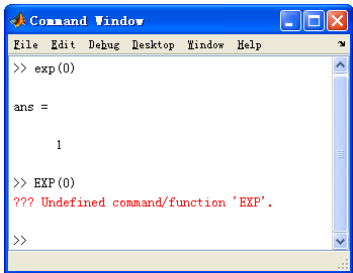 Command Window
File Edit Debug Desktop Window Help
>> exp(0)
ans =
1
>> EXP(0)
??? Undefined command/function 'EXP'.
>>